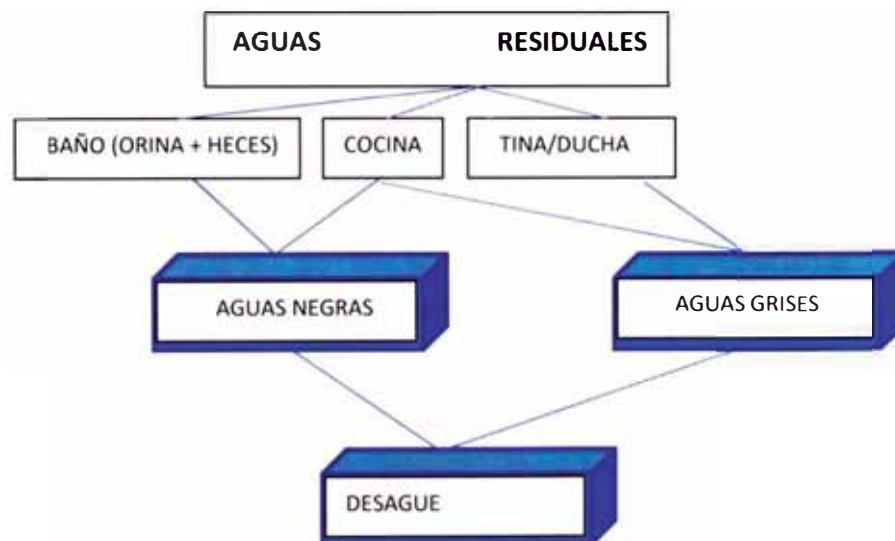 AGUAS RESIDUALES
BAÑO (ORINA + HECES)
COCINA
TINA/DUCHA
AGUAS NEGRAS
AGUAS GRISES
DESAGUE